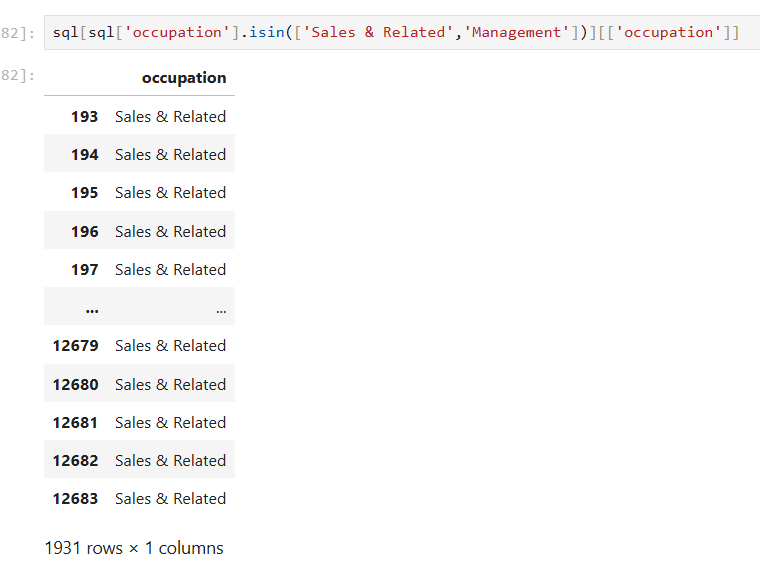 82]: sql[sql['occupation'].isin(['Sales & Related','Management'])][['occupation']]
82]: occupation
193 Sales & Related
194 Sales & Related
195 Sales & Related
196 Sales & Related
197 Sales & Related
... ...
12679 Sales & Related
12680 Sales & Related
12681 Sales & Related
12682 Sales & Related
12683 Sales & Related
1931 rows × 1 columns